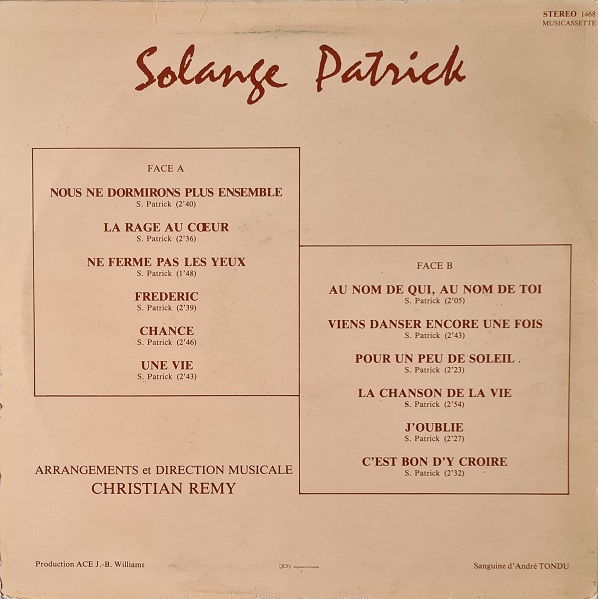 STEREO 1468
MUSICASSETTE
Solange Patrick
FACE A
NOUS NE DORMIRONS PLUS ENSEMBLE
S. Patrick (2'40)
LA RAGE AU CŒUR
S. Patrick (2'36)
NE FERME PAS LES YEUX
S. Patrick (1'48)
FREDERIC
S. Patrick (2'39)
CHANCE
S. Patrick (2'46)
UNE VIE
S. Patrick (2'43)
FACE B
AU NOM DE QUI, AU NOM DE TOI
S. Patrick (2'05)
VIENS DANSER ENCORE UNE FOIS
S. Patrick (2'43)
POUR UN PEU DE SOLEIL
S. Patrick (2'23)
LA CHANSON DE LA VIE
S. Patrick (2'54)
J'OUBLIE
S. Patrick (2'27)
C'EST BON D'Y CROIRE
S. Patrick (2'32)
ARRANGEMENTS et DIRECTION MUSICALE
CHRISTIAN REMY
Production ACE J.-B. Williams
Sanguine d'André TONDU